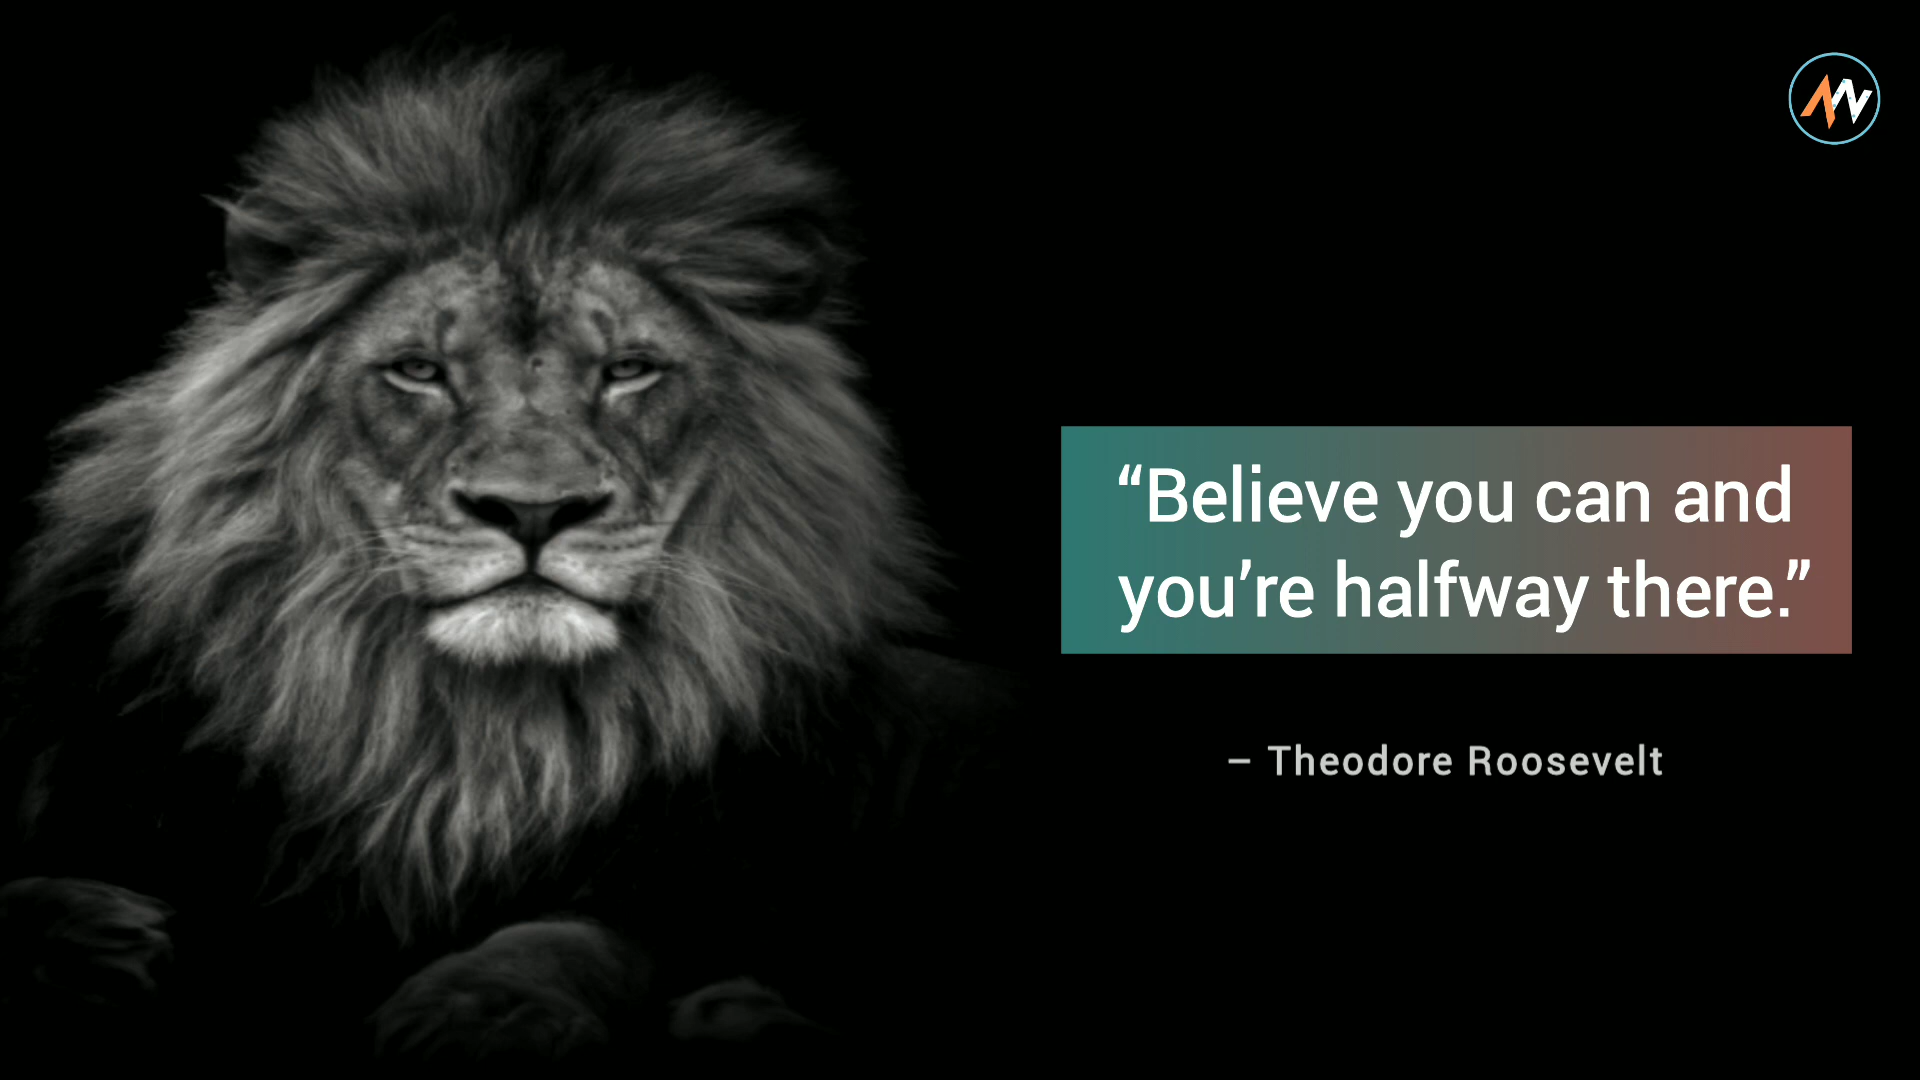 “Believe you can and
you’re halfway there.”
– Theodore Roosevelt